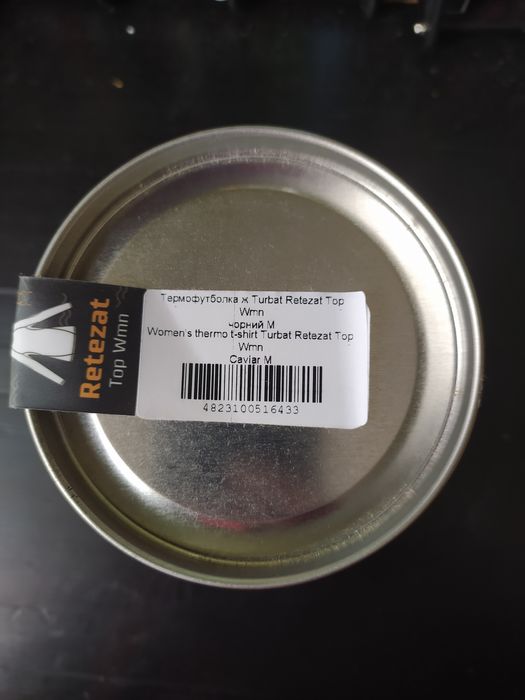 Retezat
Top Wmn
Термофутболка ж Turbat Retezat Top
Wmn
чорний M
Women's thermo t-shirt Turbat Retezat Top
Wmn
Caviar M
4823100516433